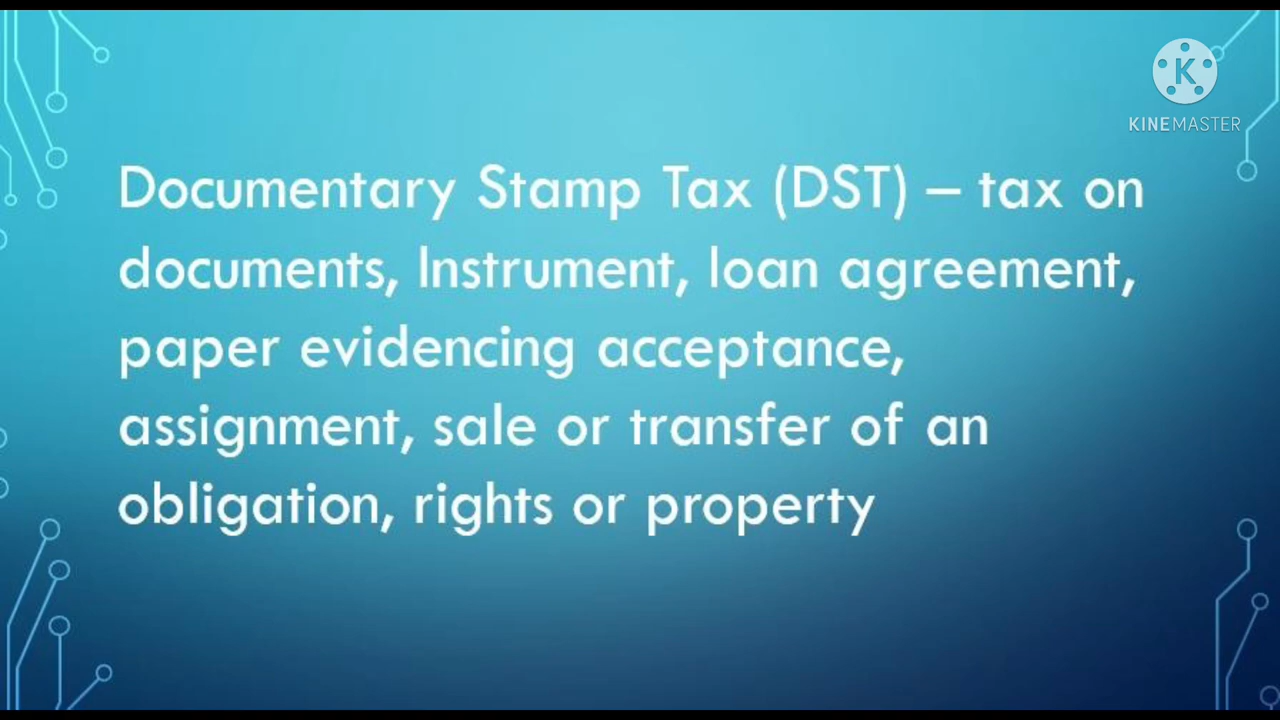 K
KINEMASTER
Documentary Stamp Tax (DST) – tax on
documents, Instrument, loan agreement,
paper evidencing acceptance,
assignment, sale or transfer of an
obligation, rights or property